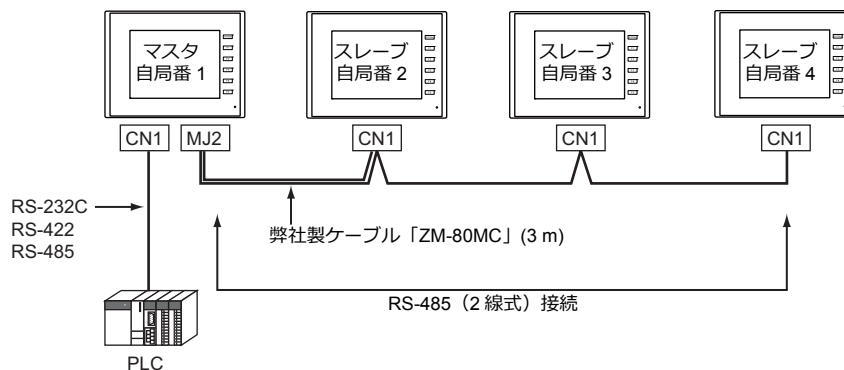 マスタ
自局番 1
スレーブ
自局番 2
スレーブ
自局番 3
スレーブ
自局番 4
CN1
MJ2
CN1
CN1
CN1
RS-232C
RS-422
RS-485
弊社製ケーブル「ZM-80MC」(3 m)
RS-485（2 線式）接続
PLC